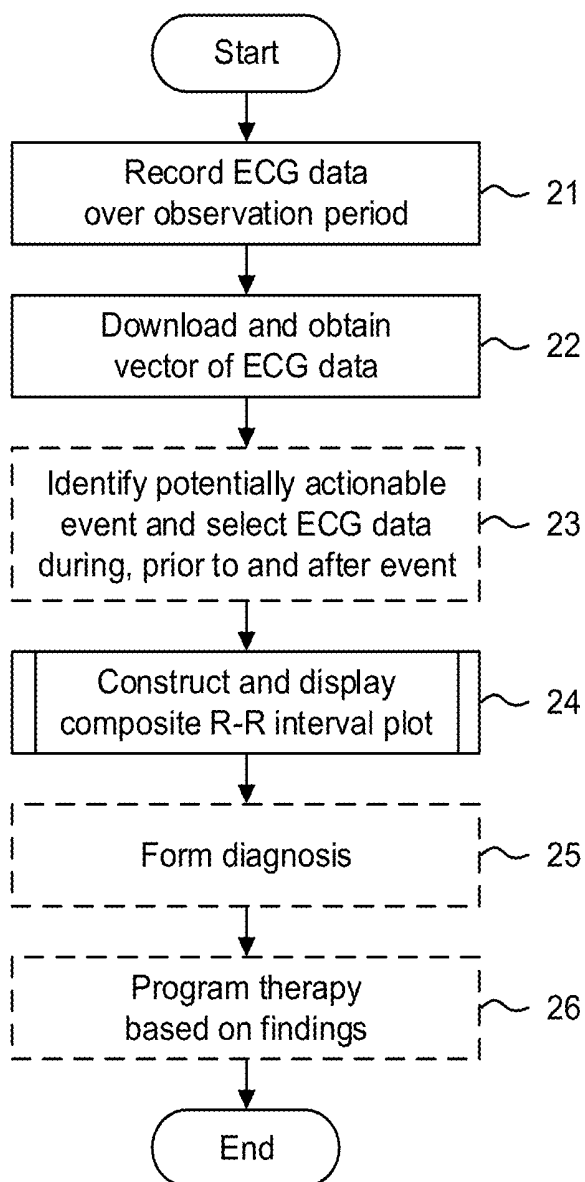 Start
Record ECG data
over observation period
21
Download and obtain
vector of ECG data
22
Identify potentially actionable
event and select ECG data
during, prior to and after event
23
Construct and display
composite R-R interval plot
24
Form diagnosis
25
Program therapy
based on findings
26
End